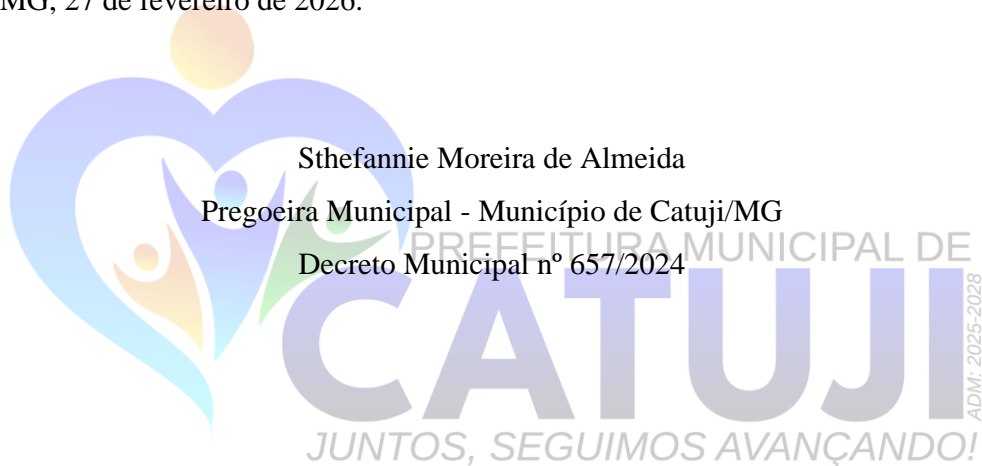 MG, 27 de fevereiro de 2026.
Sthefannie Moreira de Almeida
Pregoeira Municipal - Município de Catuji/MG
Decreto Municipal nº 657/2024
PREFEITURA MUNICIPAL DE
CATUJI
ADM: 2025-2028
JUNTOS, SEGUIMOS AVANÇANDO!